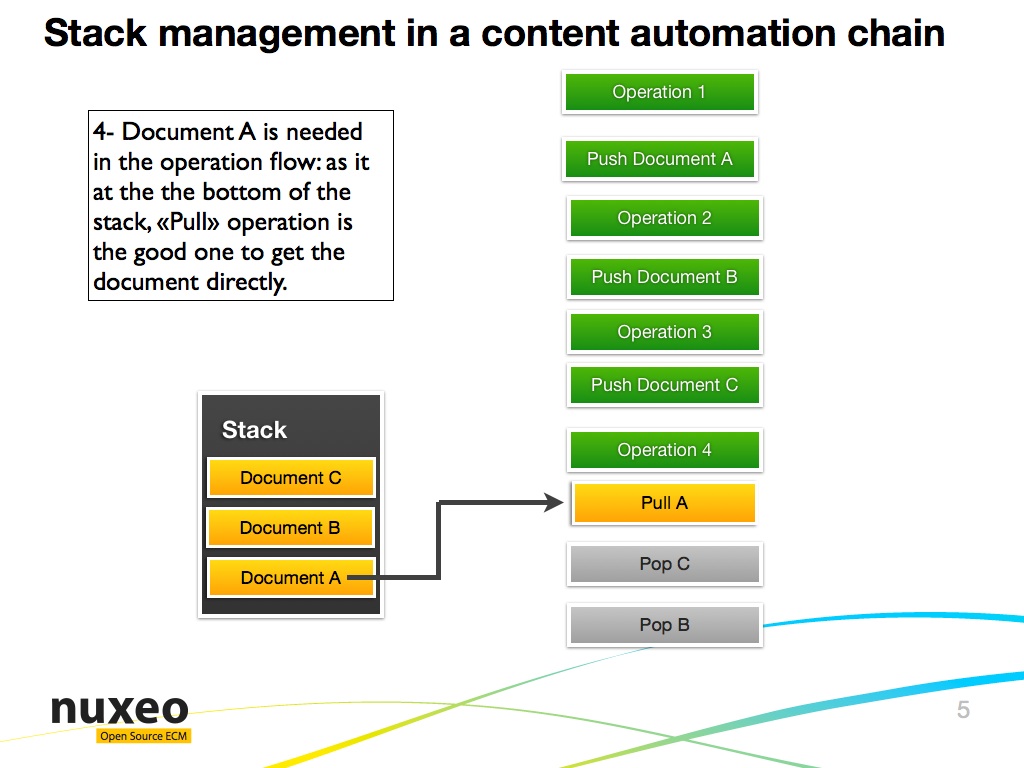 Stack management in a content automation chain
4- Document A is needed
in the operation flow: as it
at the the bottom of the
stack, «Pull» operation is
the good one to get the
document directly.
Operation 1
Push Document A
Operation 2
Push Document B
Operation 3
Push Document C
Operation 4
Pull A
Pop C
Pop B
Stack
Document C
Document B
Document A
nuxeo
Open Source ECM
5